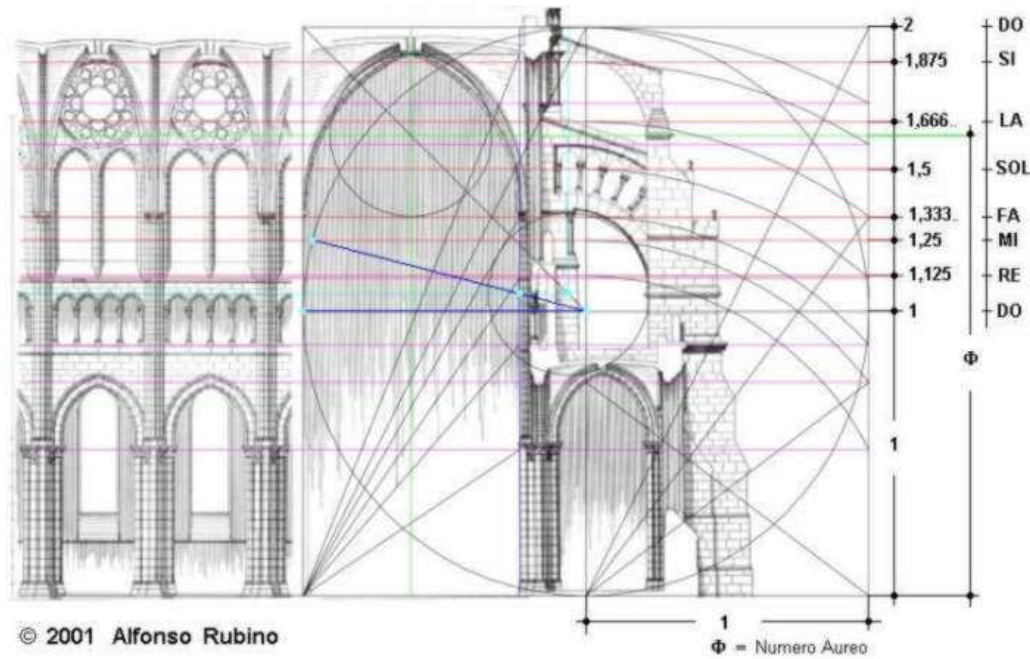 2 DO
1,875 SI
1,666.. LA
1,5 SOL
1,333.. FA
1,25 MI
1,125 RE
1 DO
Φ
1
1
© 2001 Alfonso Rubino
Φ = Numero Aureo